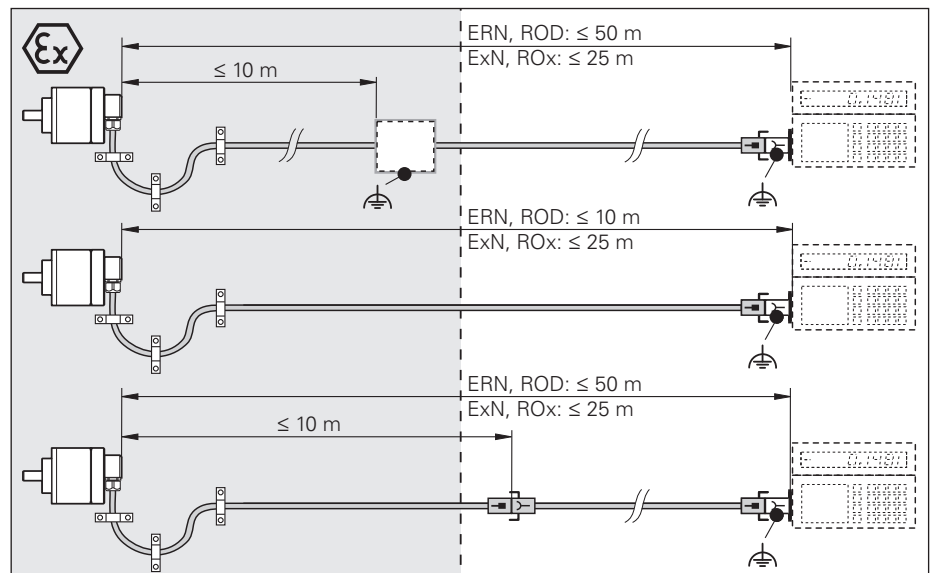 Ex
ERN, ROD: ≤ 50 m
ExN, ROx: ≤ 25 m
≤ 10 m
ERN, ROD: ≤ 10 m
ExN, ROx: ≤ 25 m
ERN, ROD: ≤ 50 m
ExN, ROx: ≤ 25 m
≤ 10 m